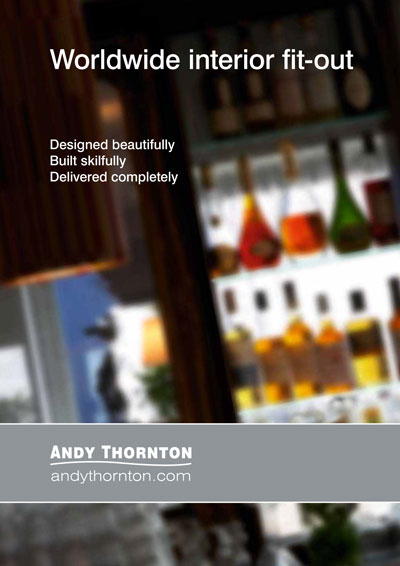 Worldwide interior fit-out
Designed beautifully
Built skilfully
Delivered completely
ANDY THORNTON
andythornton.com